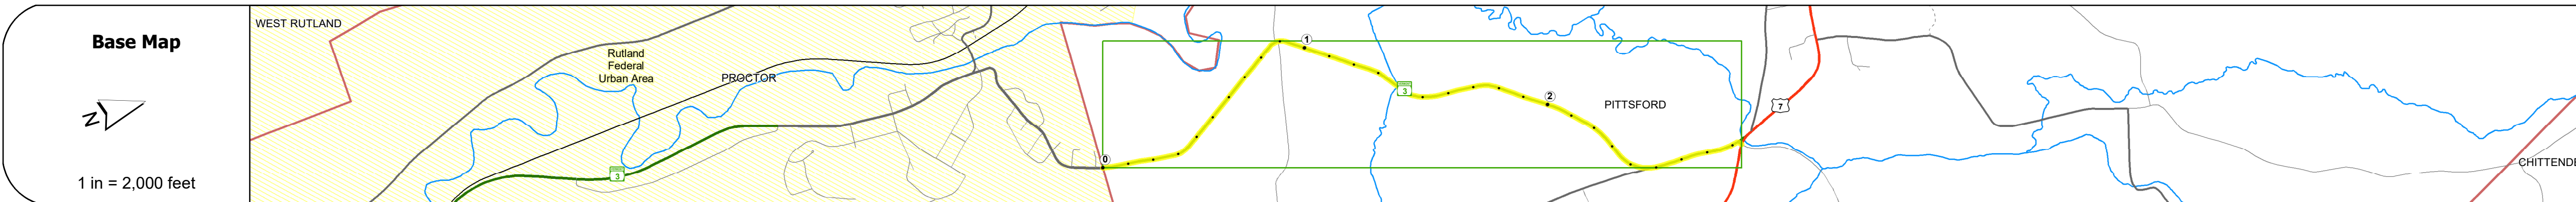 Base Map
N
1 in = 2,000 feet
WEST RUTLAND
Rutland
Federal
Urban Area
PROCTOR
3
0
1
3
2
PITTSFORD
7
CHITTENDE